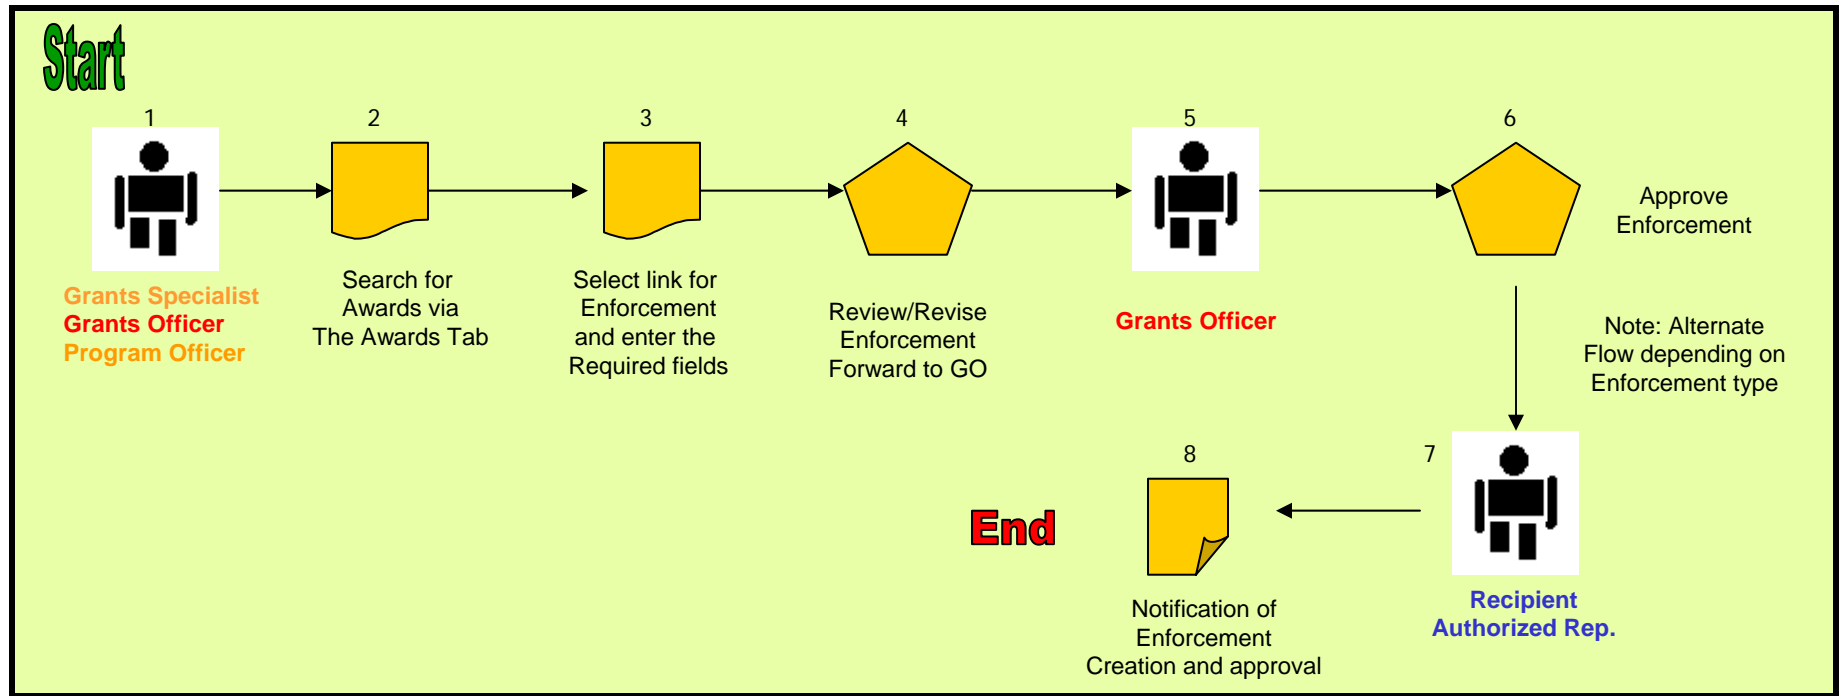 Start
1
2
3
4
5
6
Grants Specialist
Grants Officer
Program Officer
Search for
Awards via
The Awards Tab
Select link for
Enforcement
and enter the
Required fields
Review/Revise
Enforcement
Forward to GO
Grants Officer
Approve
Enforcement
Note: Alternate
Flow depending on
Enforcement type
7
Recipient
Authorized Rep.
8
Notification of
Enforcement
Creation and approval
End